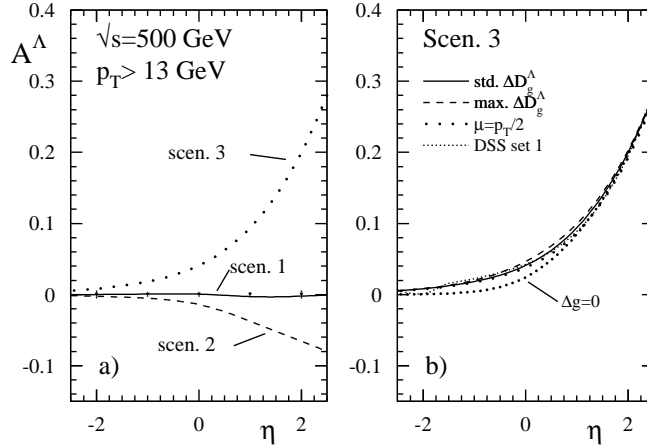 A^Λ
0.4
0.3
0.2
0.1
0
-0.1
√s=500 GeV
p_T> 13 GeV
scen. 3
scen. 1
scen. 2
a)
-2
0
2
η
0.4
0.3
0.2
0.1
0
-0.1
Scen. 3
std. ΔD_g^Λ
max. ΔD_g^Λ
μ=p_T/2
DSS set 1
Δg=0
b)
-2
0
2
η